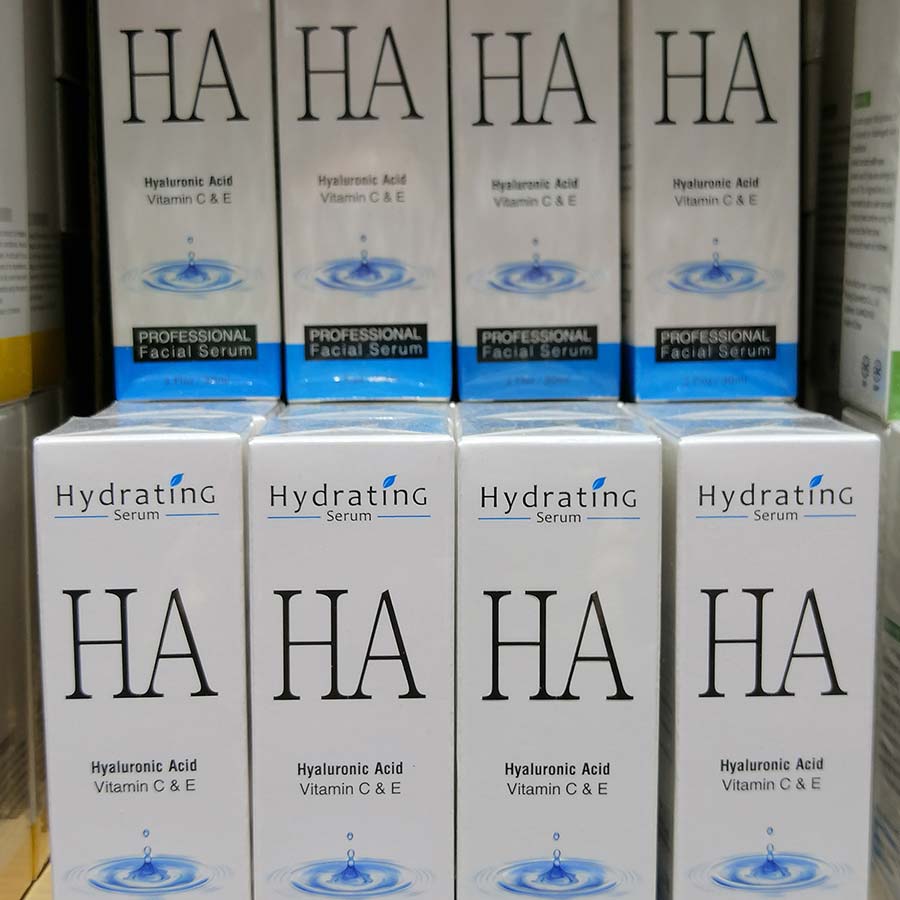 HA HA HA HA
Hyaluronic Acid Hyaluronic Acid Hyaluronic Acid Hyaluronic Acid
Vitamin C & E Vitamin C & E Vitamin C & E Vitamin C & E
PROFESSIONAL PROFESSIONAL PROFESSIONAL PROFESSIONAL
Facial Serum Facial Serum Facial Serum Facial Serum
HydratinG HydratinG HydratinG HydratinG
Serum Serum Serum Serum
HA HA HA HA
Hyaluronic Acid Hyaluronic Acid Hyaluronic Acid Hyaluronic Acid
Vitamin C & E Vitamin C & E Vitamin C & E Vitamin C & E